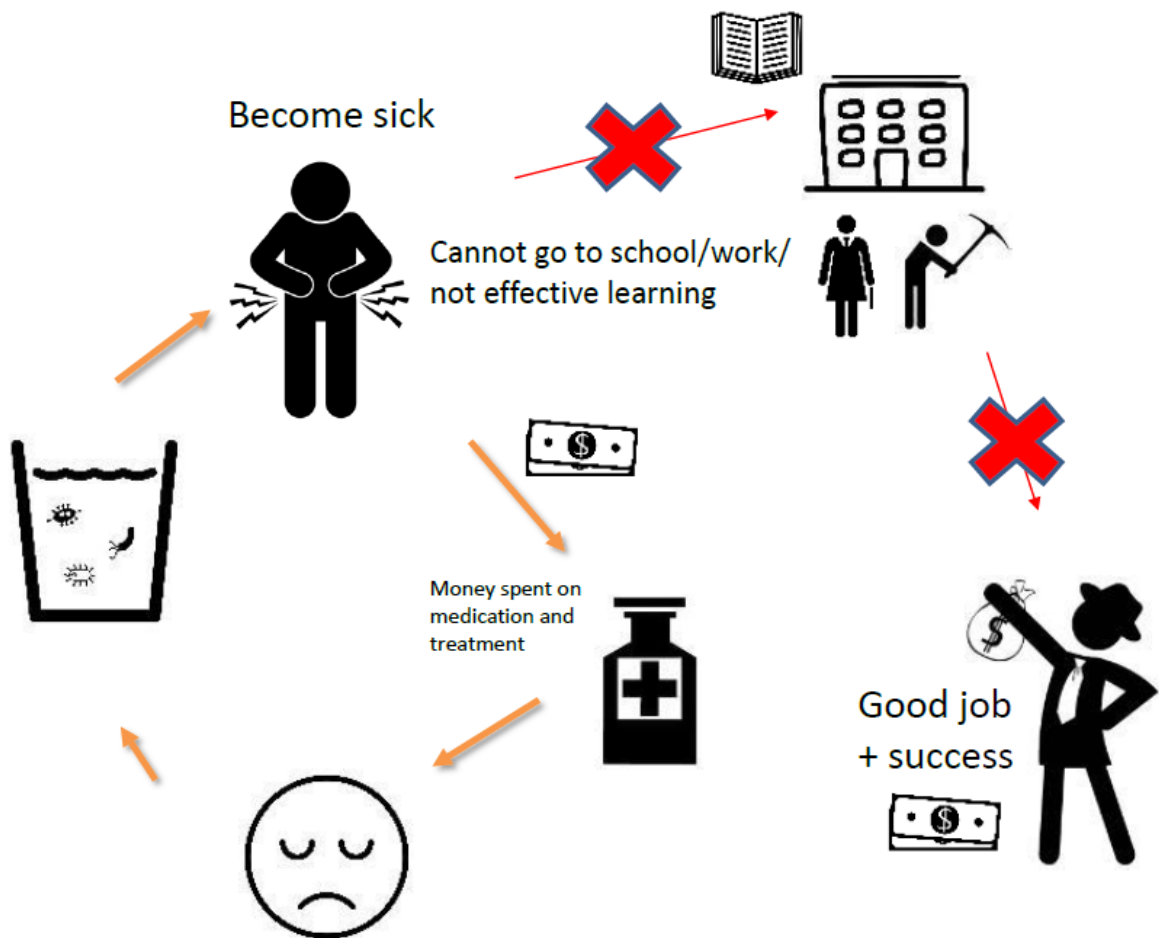 Become sick
Cannot go to school/work/
not effective learning
$
Money spent on
medication and
treatment
$
Good job
+ success
$